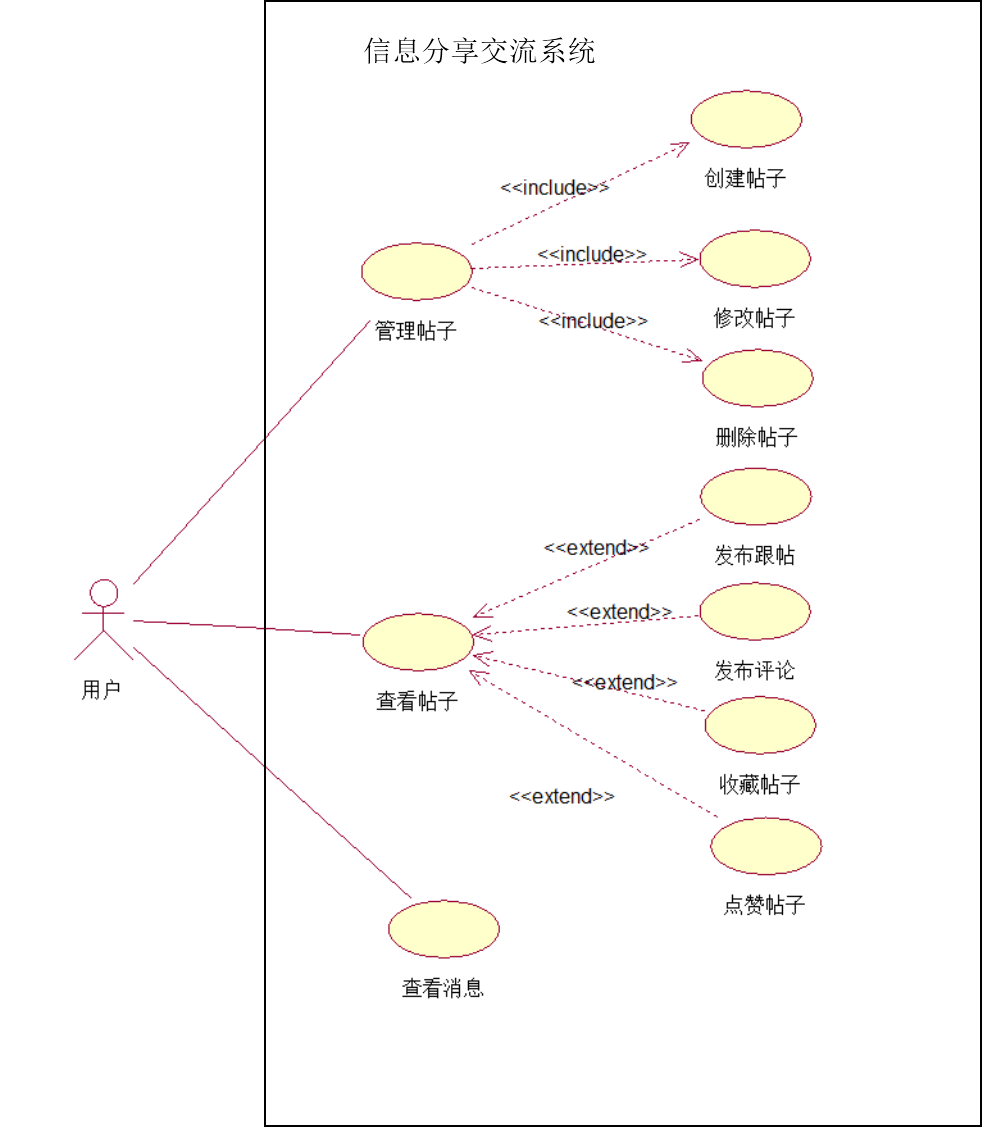 信息分享交流系统
创建帖子
<<include>>
<<include>>
修改帖子
管理帖子
<<include>>
删除帖子
<<extend>>
发布跟帖
<<extend>>
发布评论
用户
<<extend>>
查看帖子
收藏帖子
<<extend>>
点赞帖子
查看消息